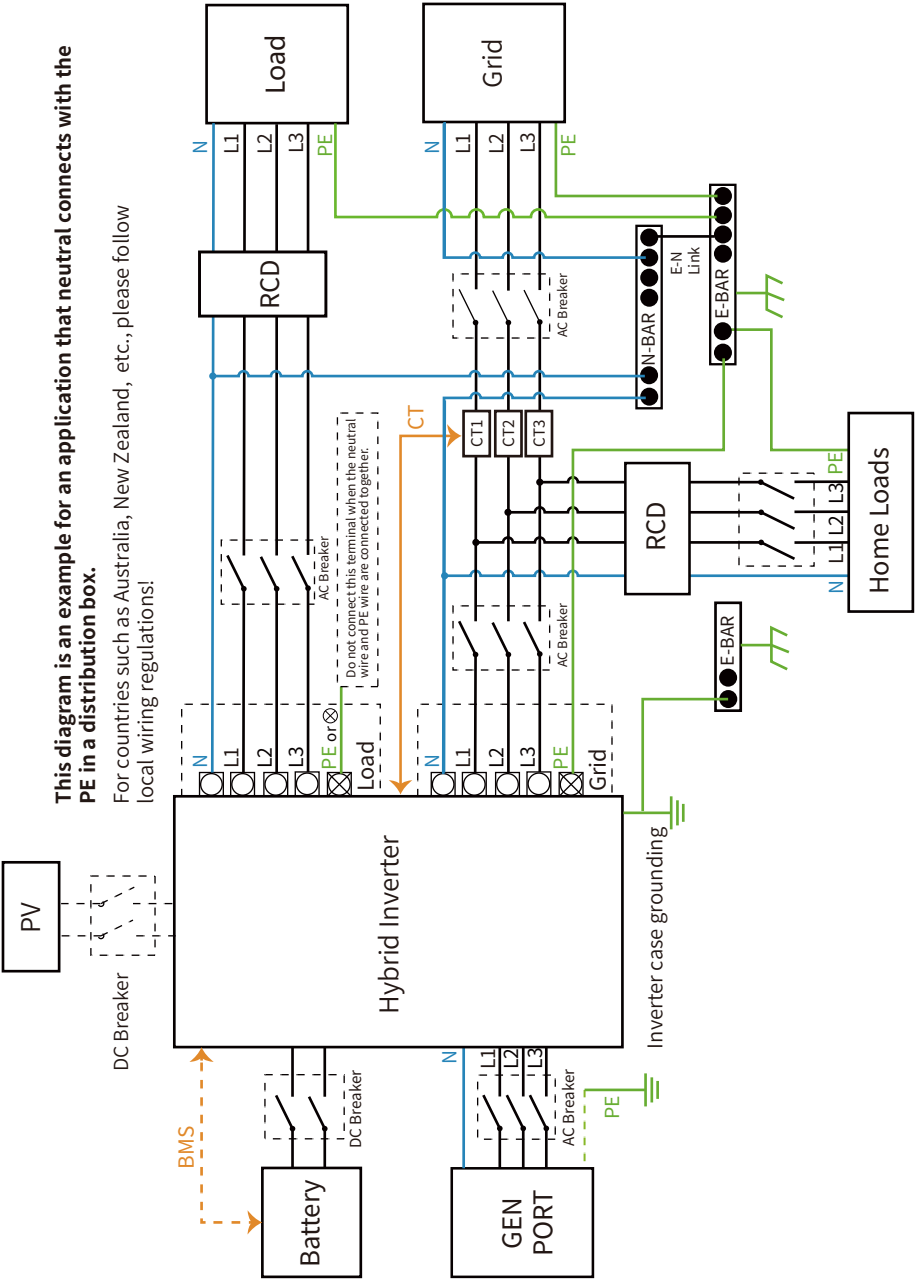 This diagram is an example for an application that neutral connects with the
PE in a distribution box.
For countries such as Australia, New Zealand, etc., please follow
local wiring regulations!
PV
DC Breaker
BMS
Battery
DC Breaker
GEN
PORT
N
L1
L2
L3
AC Breaker
PE
Hybrid Inverter
Inverter case grounding
N
L1
L2
L3
PE or
Load
AC Breaker
Do not connect this terminal when the neutral
wire and PE wire are connected together.
RCD
N
L1
L2
L3
PE
Load
CT
N
L1
L2
L3
PE
Grid
AC Breaker
CT1
CT2
CT3
AC Breaker
N
L1
L2
L3
PE
Grid
N-BAR
E-N
Link
E-BAR
RCD
E-BAR
N
L1
L2
L3
PE
Home Loads